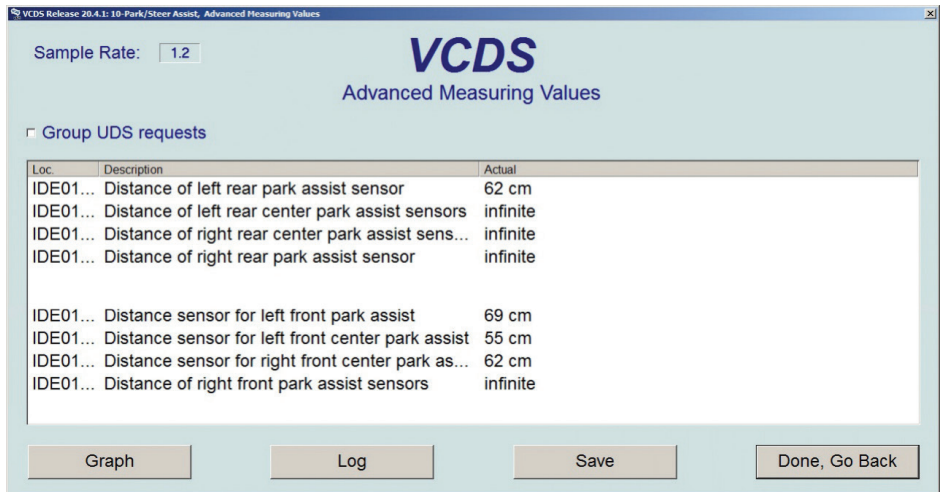 VCDS Release 20.4.1: 10-Park/Steer Assist, Advanced Measuring Values
Sample Rate: 1.2
VCDS
Advanced Measuring Values
Group UDS requests
Loc. Description Actual
IDE01... Distance of left rear park assist sensor 62 cm
IDE01... Distance of left rear center park assist sensors infinite
IDE01... Distance of right rear center park assist sens... infinite
IDE01... Distance of right rear park assist sensor infinite
IDE01... Distance sensor for left front park assist 69 cm
IDE01... Distance sensor for left front center park assist 55 cm
IDE01... Distance sensor for right front center park as... 62 cm
IDE01... Distance of right front park assist sensors infinite
Graph Log Save Done, Go Back